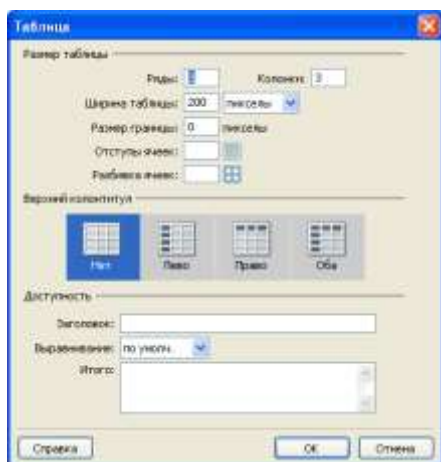 Таблица
Размер таблицы
Ряды: Колонки: 3
Ширина таблицы: 200 пикселы
Размер границы: 0 пикселы
Отступы ячеек:
Разбивка ячеек:
Верхний колонтитул
Нет Лево Право Оба
Доступность
Заголовок:
Выравнивание: по умолч.
Итого:
Справка ОК Отмена